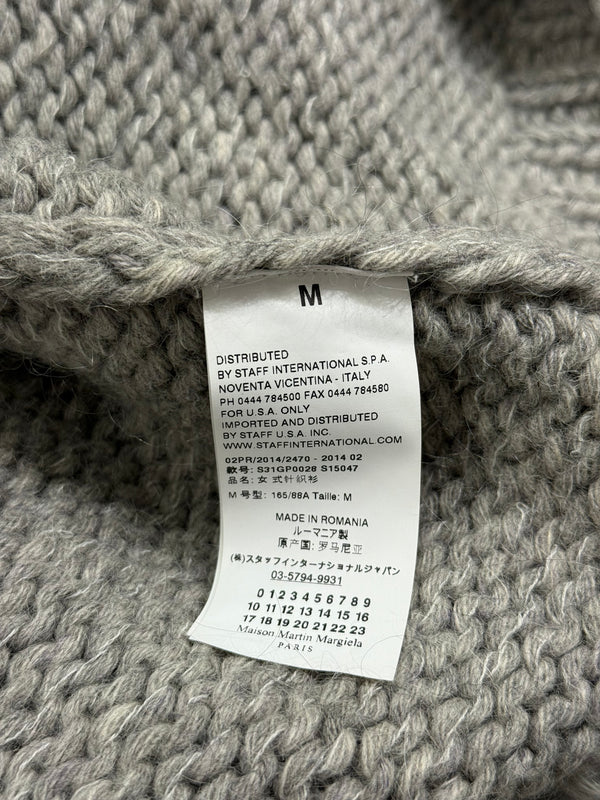 M
DISTRIBUTED
BY STAFF INTERNATIONAL S.P.A.
NOVENTA VICENTINA - ITALY
PH 0444 784500 FAX 0444 784580
FOR U.S.A. ONLY
IMPORTED AND DISTRIBUTED
BY STAFF U.S.A. INC.
WWW.STAFFINTERNATIONAL.COM
02PR/2014/2470 - 2014 02
款号: S31GP0028 S15047
品名: 女式针织衫
M 号型: 165/88A Taille: M
MADE IN ROMANIA
ルーマニア製
原产国: 罗马尼亚
(株)スタッフインターナショナルジャパン
03-5794-9931
0 1 2 3 4 5 6 7 8 9
10 11 12 13 14 15 16
17 18 19 20 21 22 23
Maison Martin Margiela
PARIS